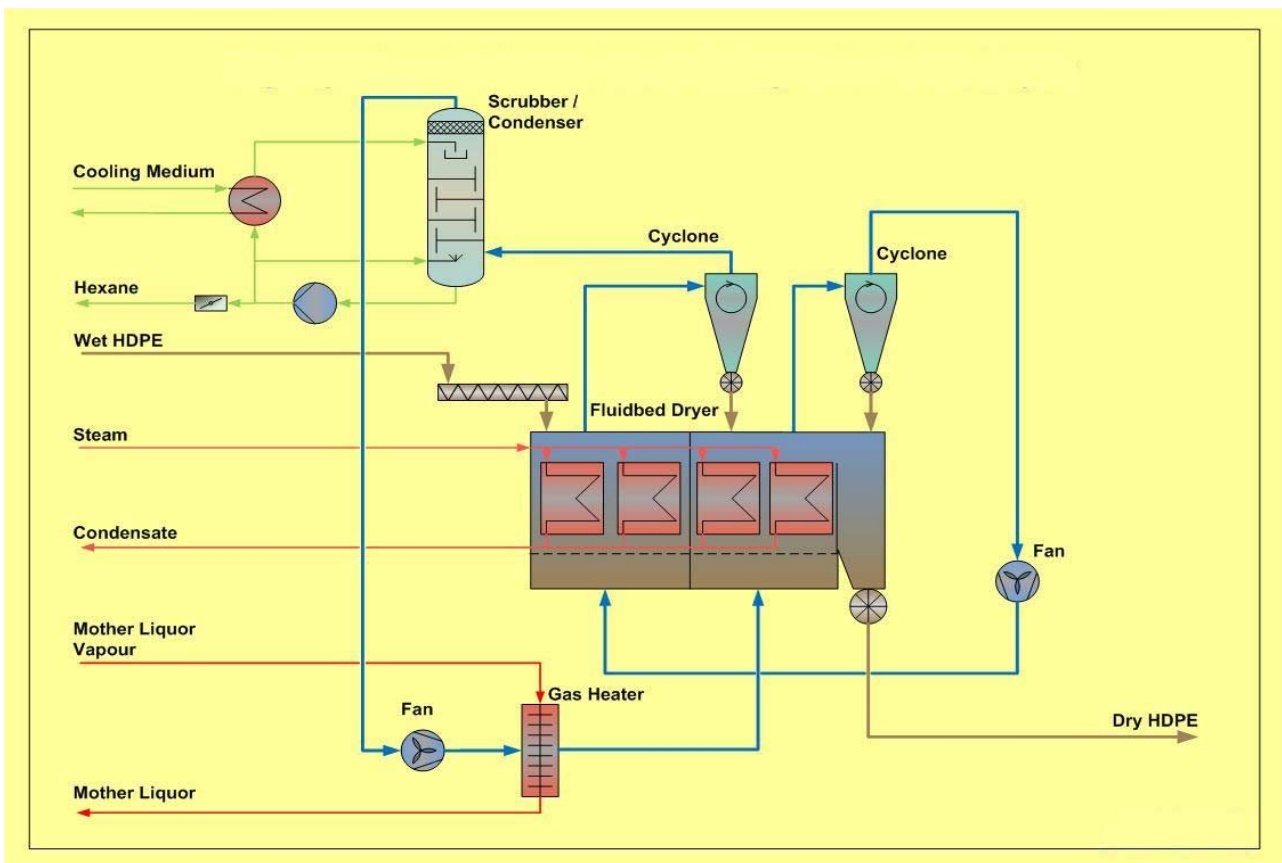 Scrubber /
Condenser
Cooling Medium
Cyclone
Cyclone
Hexane
Wet HDPE
Fluidbed Dryer
Steam
Condensate
Fan
Mother Liquor
Vapour
Gas Heater
Fan
Dry HDPE
Mother Liquor